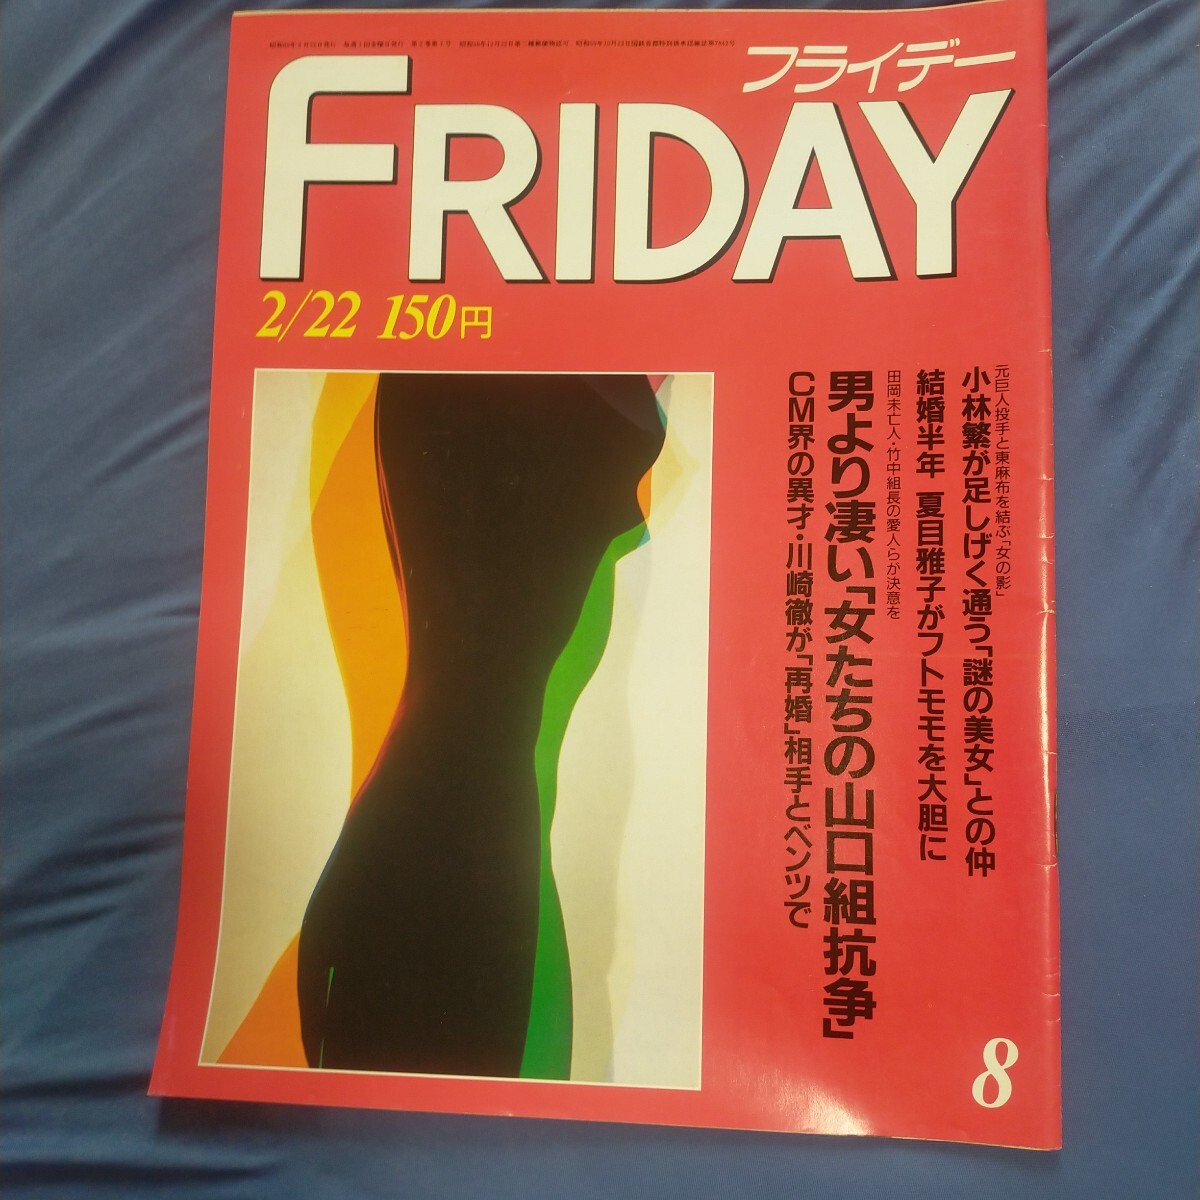 フライデー
FRIDAY
2/22 150円
元巨人投手と東麻布を結ぶ「女の影」
小林繁が足しげく通う「謎の美女」との仲
結婚半年 夏目雅子がフトモモを大胆に
田岡未亡人・竹中組長の愛人らが決意を
男より凄い「女たちの山口組抗争」
CM界の異才・川崎徹が「再婚」相手とベンツで
8